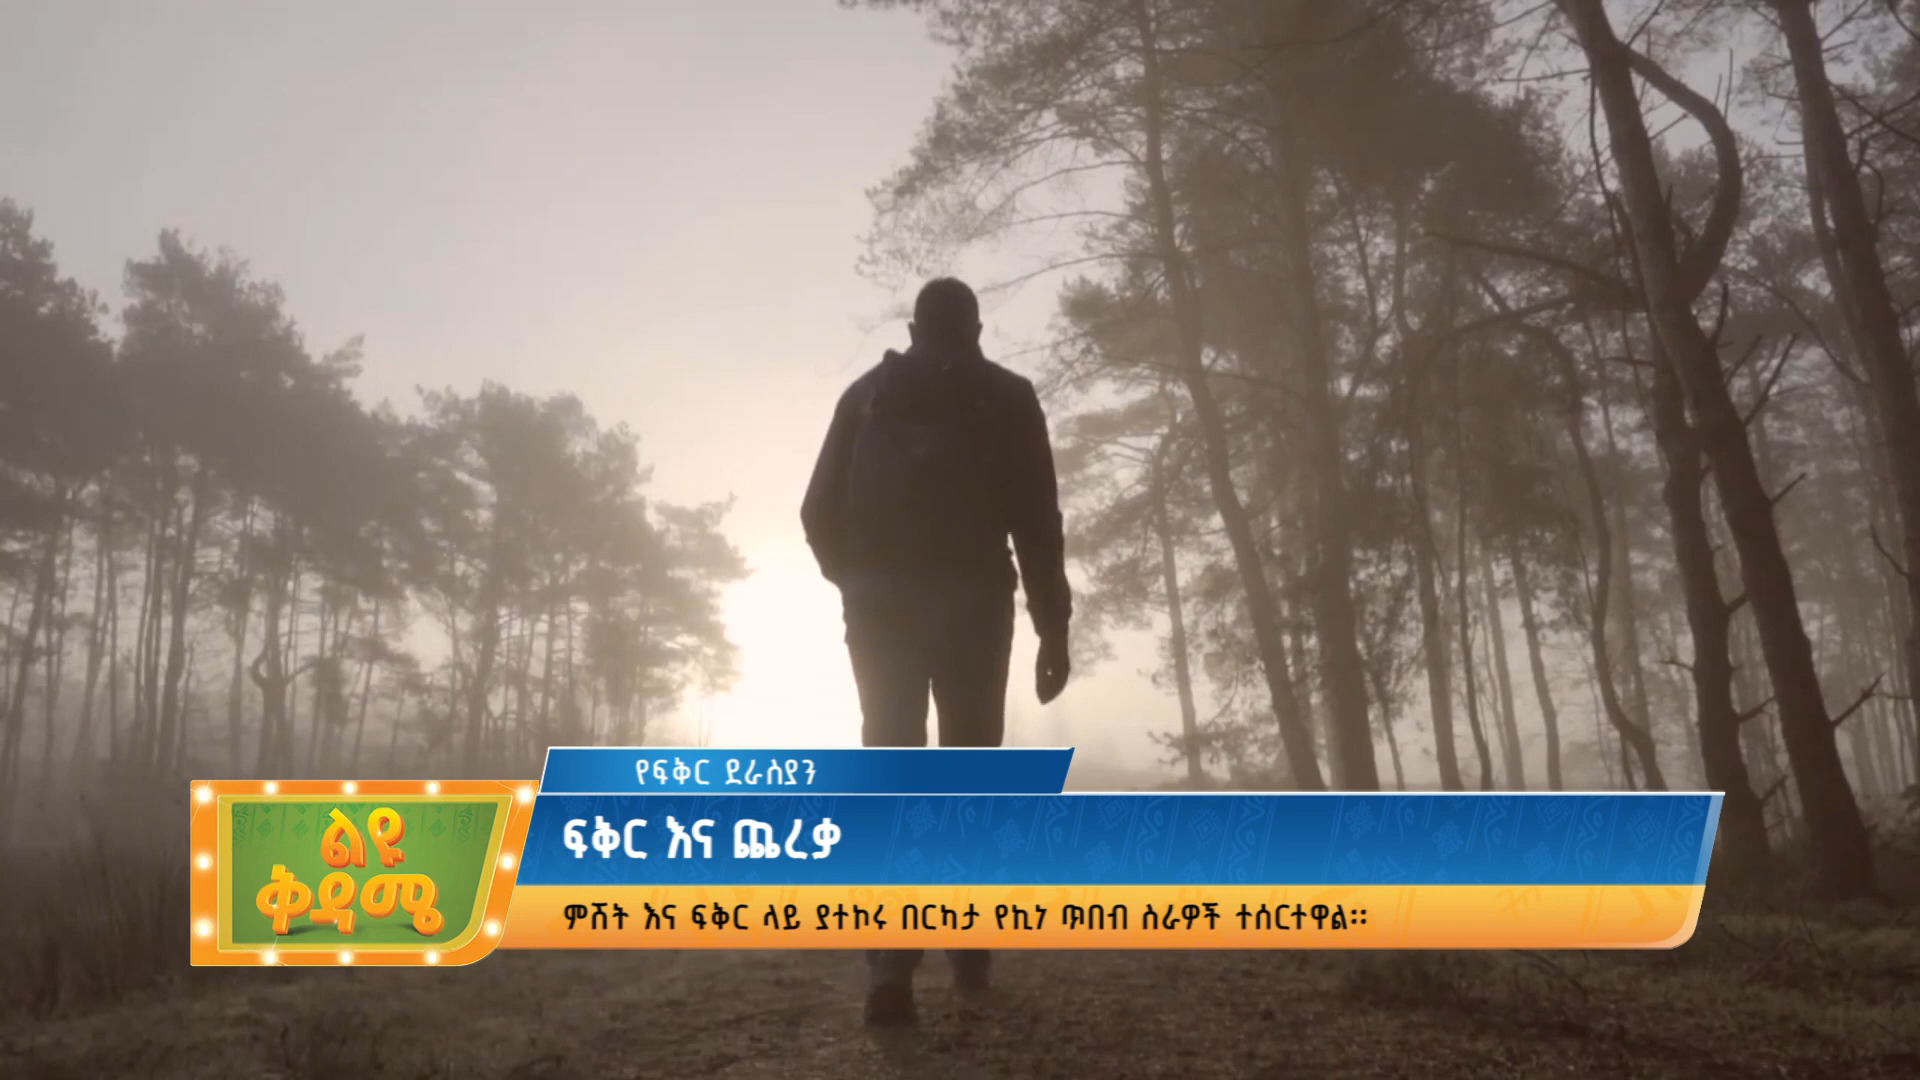 የፍቅር ደራስያን
ፍቅር እና ጨረቃ
ልዩ
ቅዳሜ
ምሽት እና ፍቅር ላይ ያተኮሩ በርካታ የኪነ ጥበብ ስራዎች ተሰርተዋል፡፡